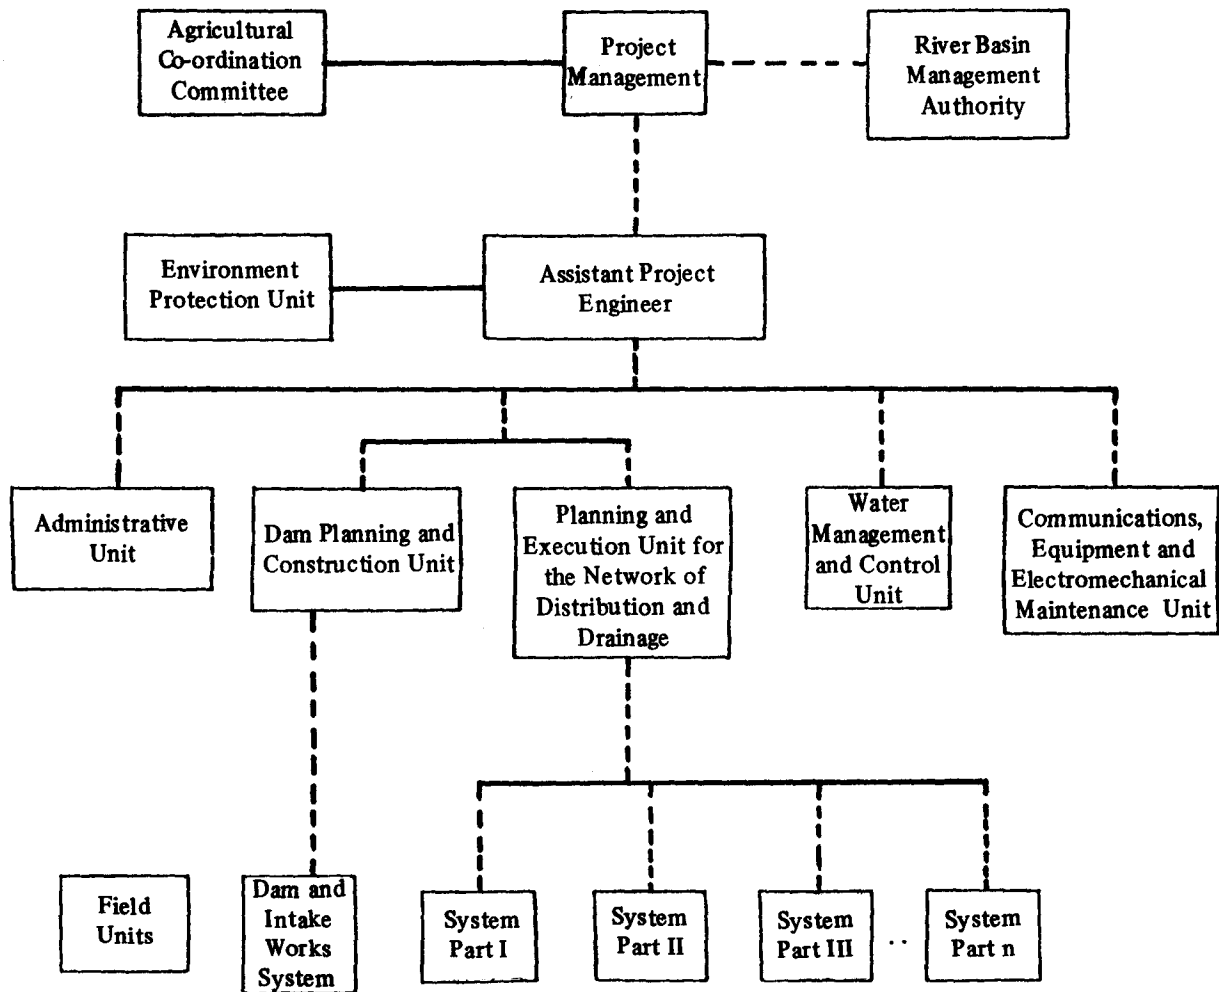 Agricultural
Co-ordination
Committee
Project
Management
River Basin
Management
Authority
Environment
Protection Unit
Assistant Project
Engineer
Administrative
Unit
Dam Planning and
Construction Unit
Planning and
Execution Unit for
the Network of
Distribution and
Drainage
Water
Management
and Control
Unit
Communications,
Equipment and
Electromechanical
Maintenance Unit
Field
Units
Dam and
Intake
Works
System
System
Part I
System
Part II
System
Part III
..
System
Part n